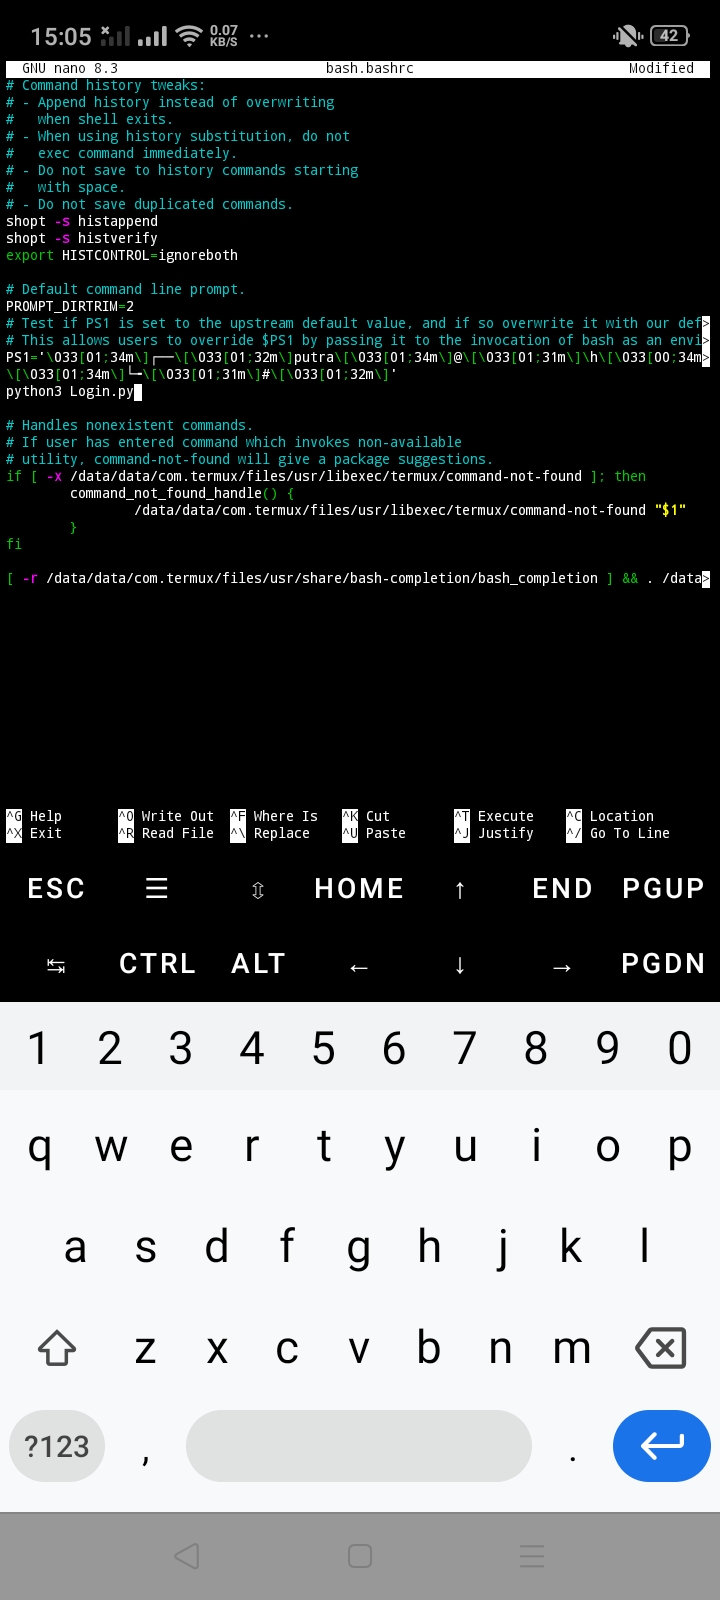 15:05 0.07 KB/S ... 42
GNU nano 8.3 bash.bashrc Modified
# Command history tweaks:
# - Append history instead of overwriting
#   when shell exits.
# - When using history substitution, do not
#   exec command immediately.
# - Do not save to history commands starting
#   with space.
# - Do not save duplicated commands.
shopt -s histappend
shopt -s histverify
export HISTCONTROL=ignoreboth
# Default command line prompt.
PROMPT_DIRTRIM=2
# Test if PS1 is set to the upstream default value, and if so overwrite it with our def>
# This allows users to override $PS1 by passing it to the invocation of bash as an envi>
PS1='\033[01;34m\]┌──\[\033[01;32m\]putra\[\033[01;34m\]@\[\033[01;31m\]\h\[\033[00;34m>
\[\033[01;34m\]└╼\[\033[01;31m\]#\[\033[01;32m\]'
python3 Login.py
# Handles nonexistent commands.
# If user has entered command which invokes non-available
# utility, command-not-found will give a package suggestions.
if [ -x /data/data/com.termux/files/usr/libexec/termux/command-not-found ]; then
        command_not_found_handle() {
                /data/data/com.termux/files/usr/libexec/termux/command-not-found "$1"
        }
fi
[ -r /data/data/com.termux/files/usr/share/bash-completion/bash_completion ] && . /data>
^G Help ^O Write Out ^F Where Is ^K Cut ^T Execute ^C Location
^X Exit ^R Read File ^\ Replace ^U Paste ^J Justify ^/ Go To Line
ESC ☰ ⇳ HOME ↑ END PGUP
↹ CTRL ALT ← ↓ → PGDN
1 2 3 4 5 6 7 8 9 0
q w e r t y u i o p
a s d f g h j k l
z x c v b n m
?123 , .